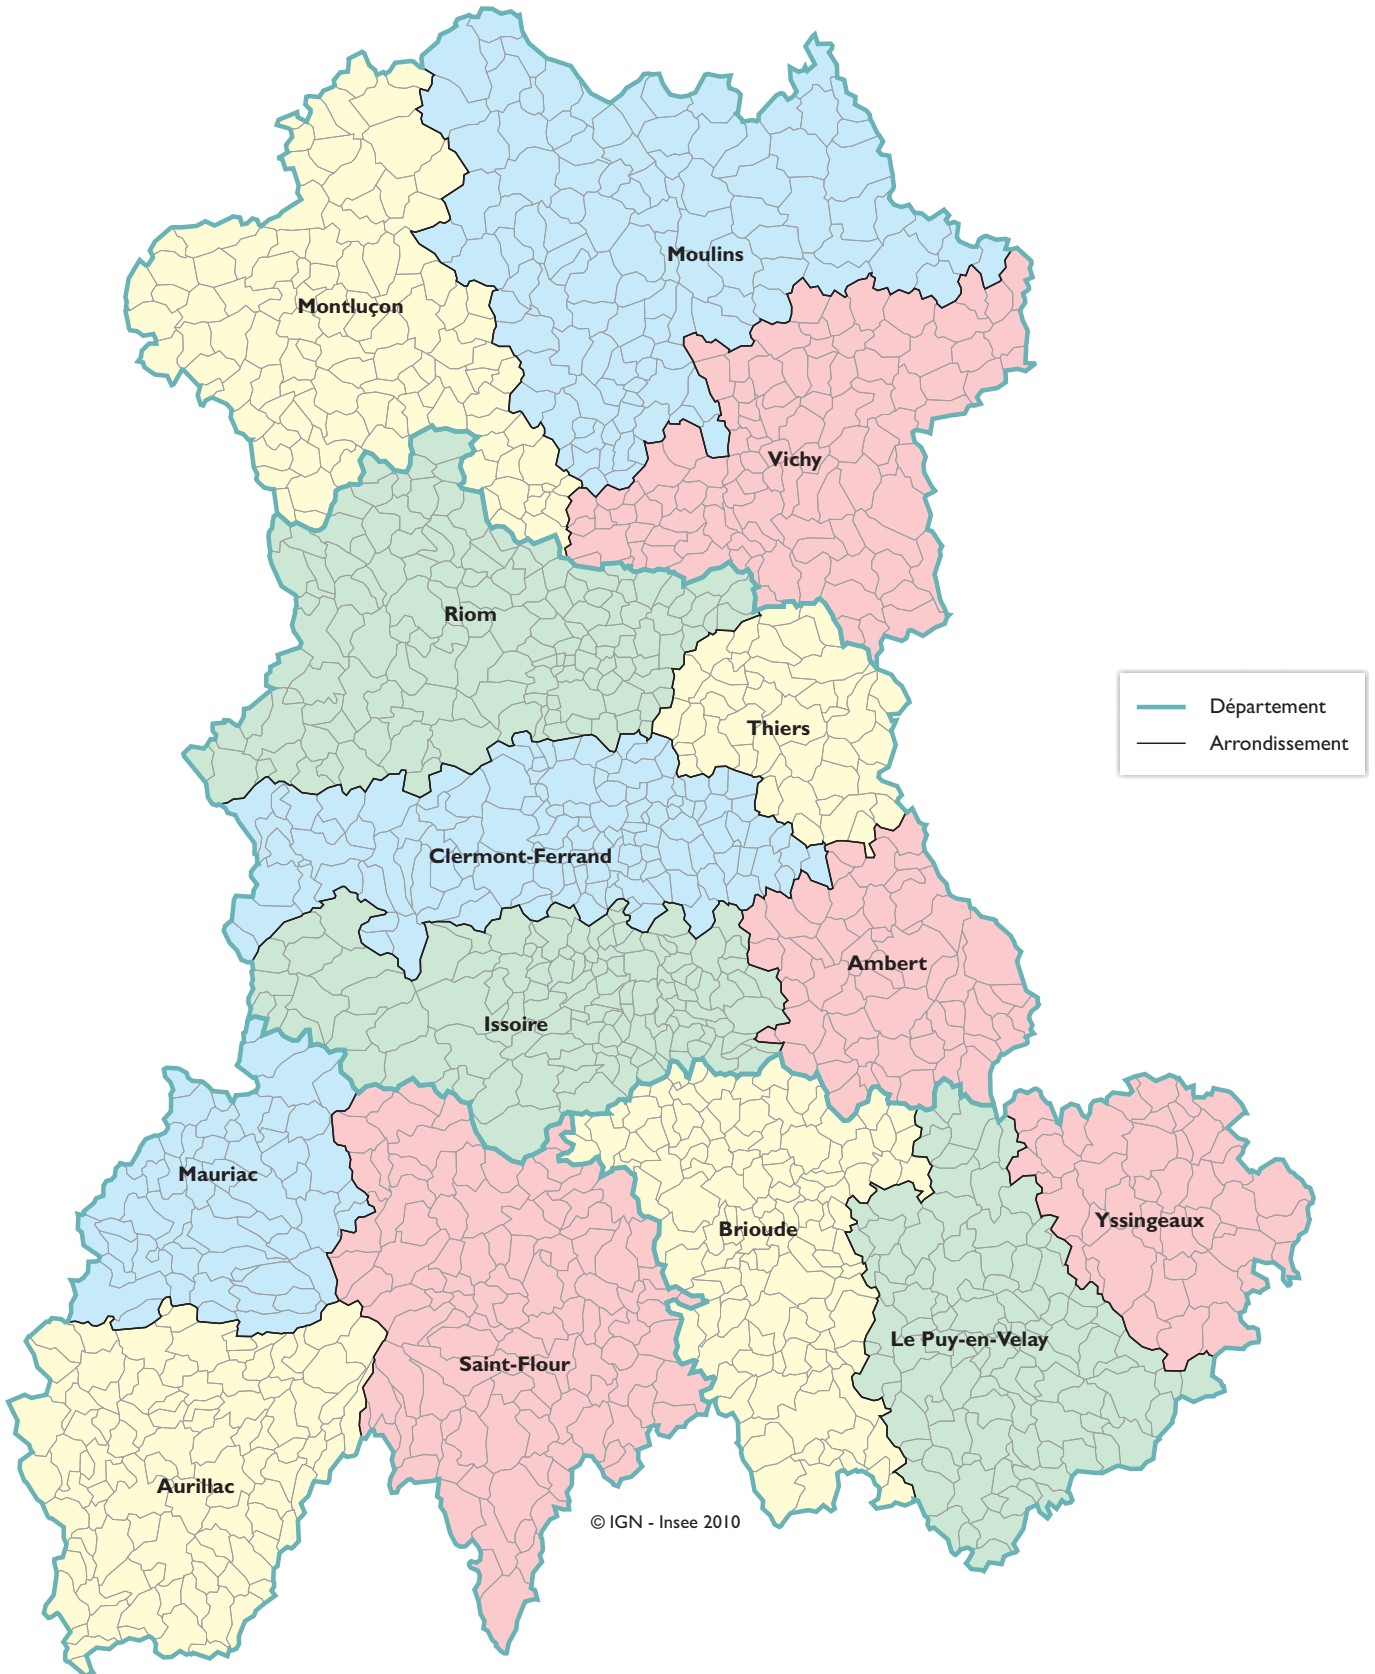 Moulins
Montluçon
Vichy
Riom
Thiers
Département
Arrondissement
Clermont-Ferrand
Ambert
Issoire
Mauriac
Yssingeaux
Brioude
Le Puy-en-Velay
Saint-Flour
Aurillac
© IGN - Insee 2010